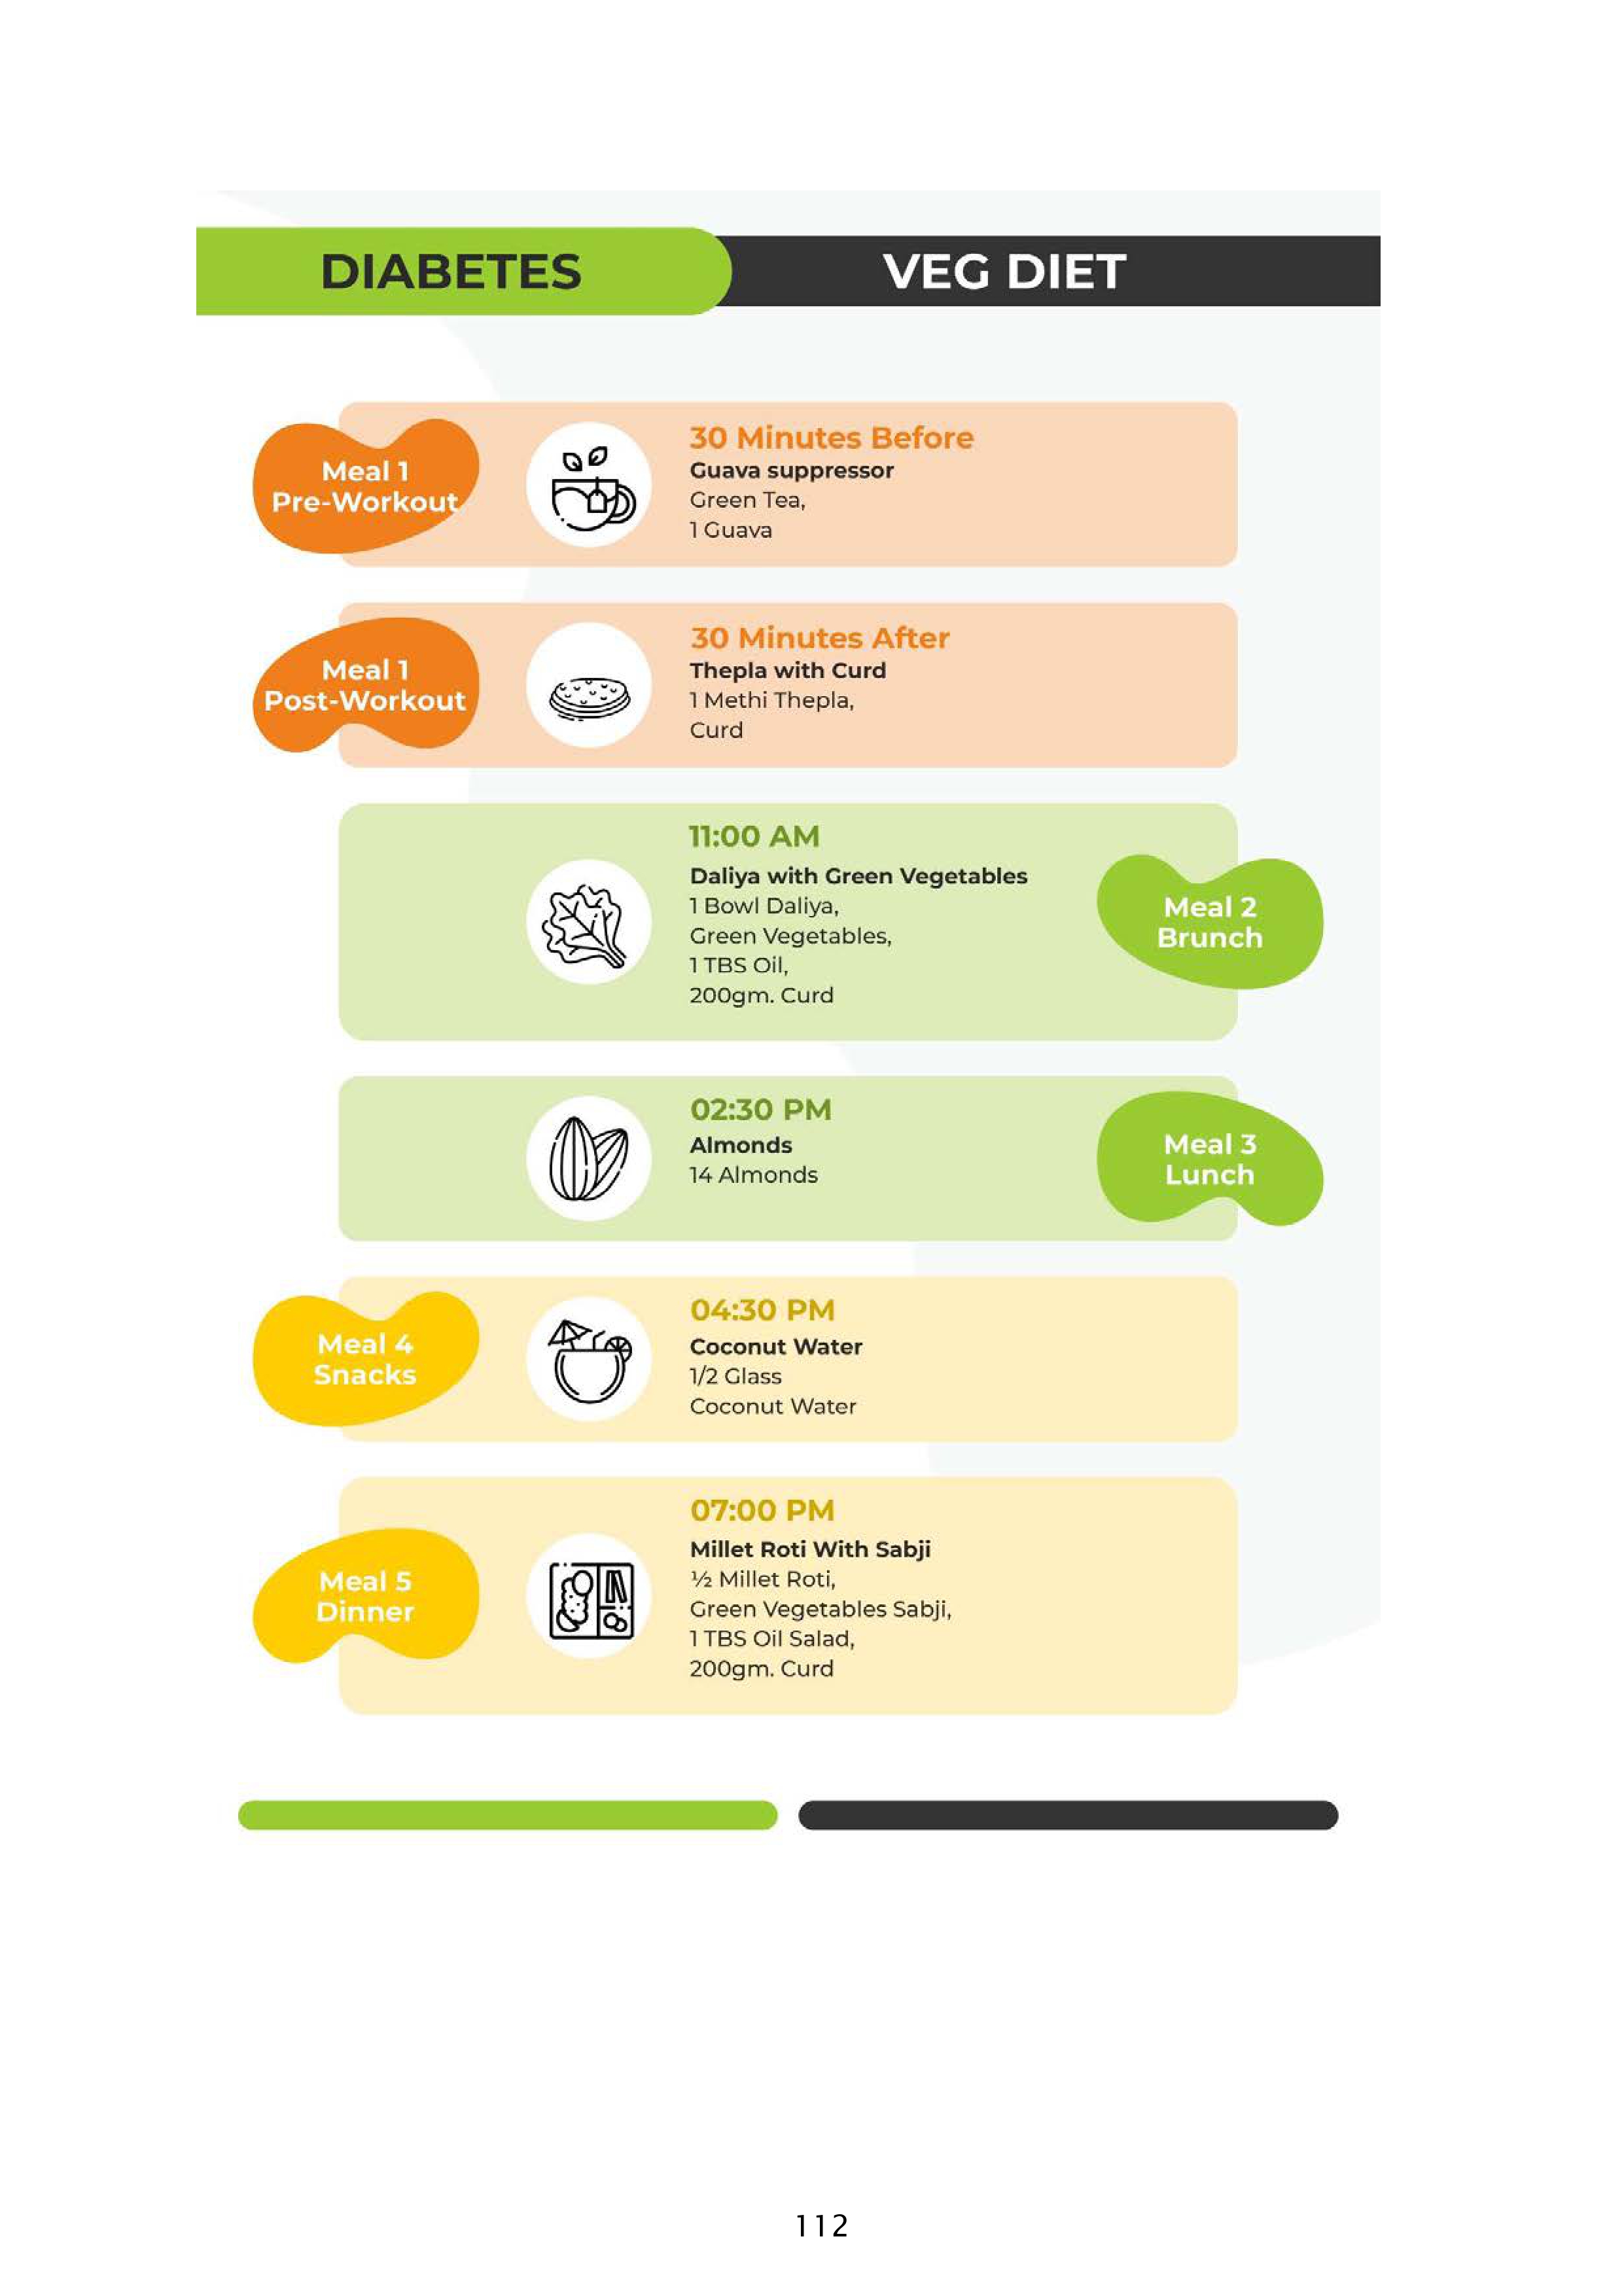 DIABETES
VEG DIET
Meal 1
Pre-Workout
30 Minutes Before
Guava suppressor
Green Tea,
1 Guava
Meal 1
Post-Workout
30 Minutes After
Thepla with Curd
1 Methi Thepla,
Curd
11:00 AM
Daliya with Green Vegetables
1 Bowl Daliya,
Green Vegetables,
1 TBS Oil,
200gm. Curd
Meal 2
Brunch
02:30 PM
Almonds
14 Almonds
Meal 3
Lunch
Meal 4
Snacks
04:30 PM
Coconut Water
1/2 Glass
Coconut Water
Meal 5
Dinner
07:00 PM
Millet Roti With Sabji
½ Millet Roti,
Green Vegetables Sabji,
1 TBS Oil Salad,
200gm. Curd
112